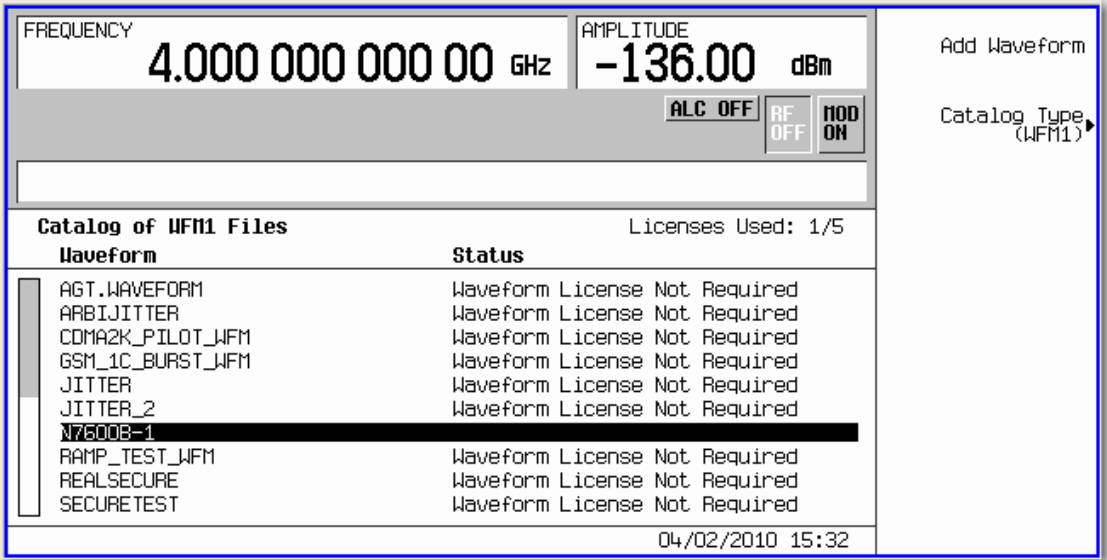 FREQUENCY
4.000 000 000 00 GHz
AMPLITUDE
-136.00 dBm
ALC OFF
RF OFF
MOD ON
Add Waveform
Catalog Type
(WFM1)
Catalog of WFM1 Files Licenses Used: 1/5
Waveform Status
AGT.WAVEFORM Waveform License Not Required
ARBIJITTER Waveform License Not Required
CDMA2K_PILOT_WFM Waveform License Not Required
GSM_1C_BURST_WFM Waveform License Not Required
JITTER Waveform License Not Required
JITTER_2 Waveform License Not Required
N7600B-1
RAMP_TEST_WFM Waveform License Not Required
REALSECURE Waveform License Not Required
SECURETEST Waveform License Not Required
04/02/2010 15:32